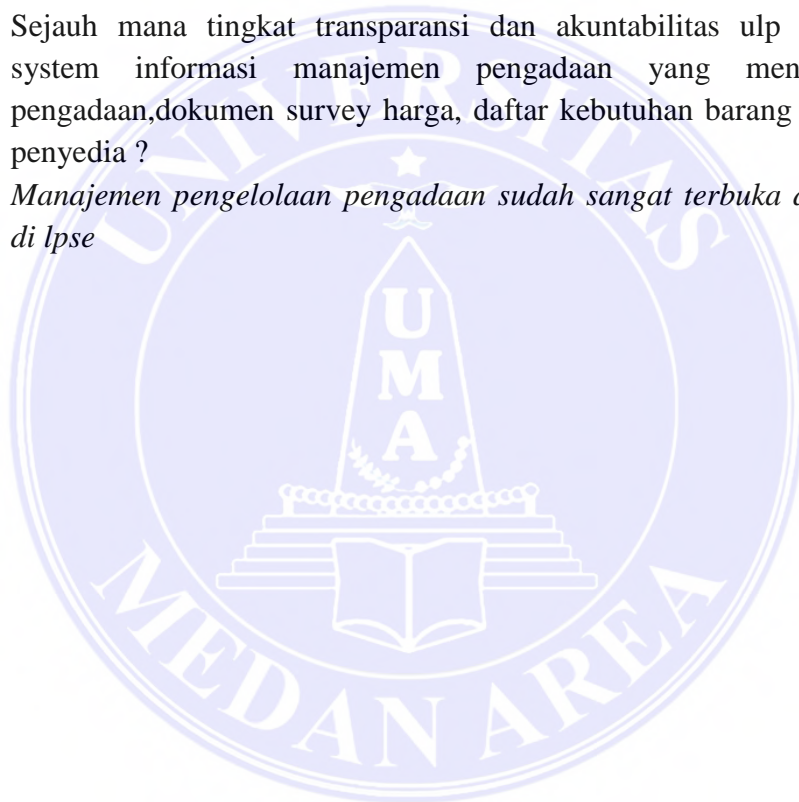 Sejauh mana tingkat transparansi dan akuntabilitas ulp
system informasi manajemen pengadaan yang men
pengadaan,dokumen survey harga, daftar kebutuhan barang
penyedia ?
Manajemen pengelolaan pengadaan sudah sangat terbuka
di lpse
UNIVERSITAS
UMA
MEDAN AREA